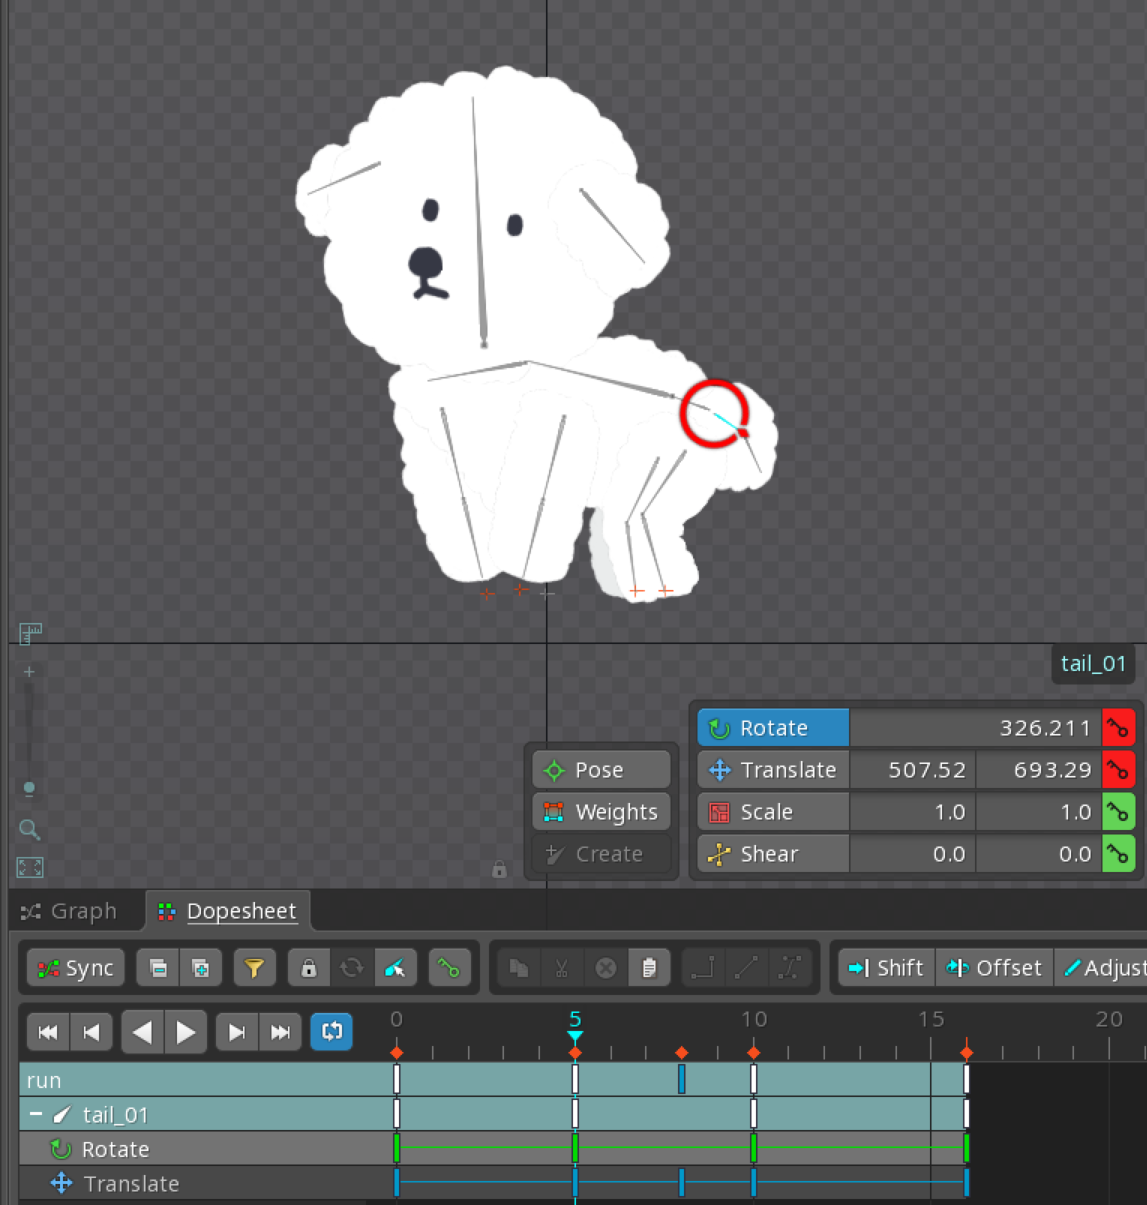 tail_01
Rotate 326.211
Pose Translate 507.52 693.29
Weights Scale 1.0 1.0
Create Shear 0.0 0.0
Graph Dopesheet
Sync Shift Offset Adjust
0 5 10 15 20
run
tail_01
Rotate
Translate